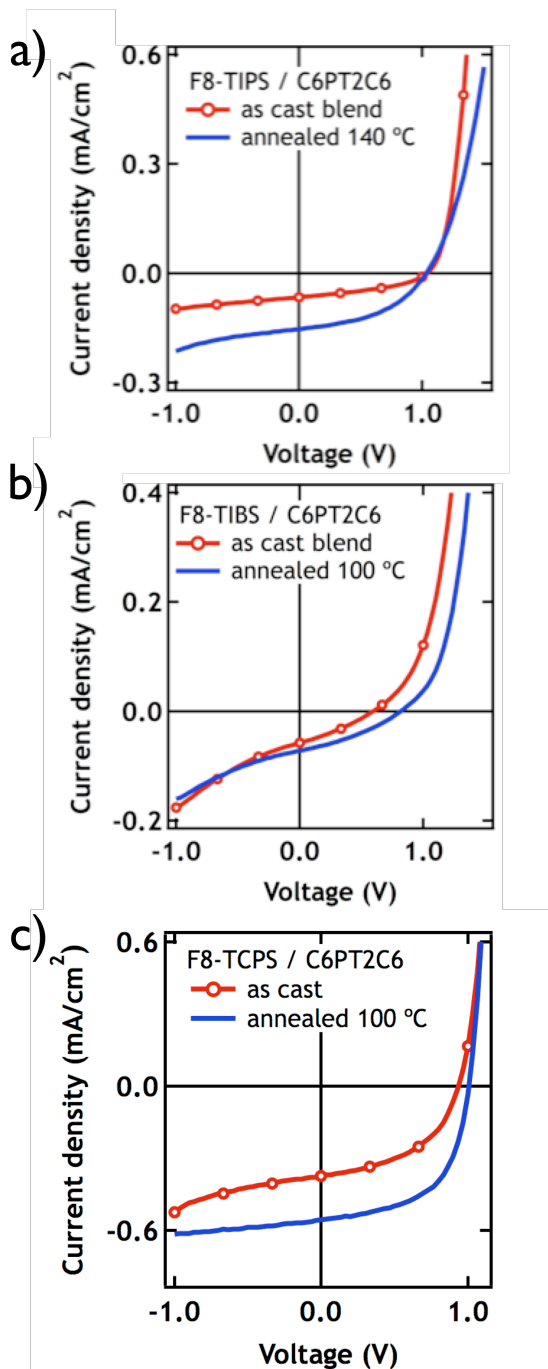 a)
0.6
F8-TIPS / C6PT2C6
as cast blend
annealed 140 ºC
0.3
0.0
-0.3
-1.0 0.0 1.0
Voltage (V)
Current density (mA/cm2)
b)
0.4
F8-TIBS / C6PT2C6
as cast blend
annealed 100 ºC
0.2
0.0
-0.2
-1.0 0.0 1.0
Voltage (V)
Current density (mA/cm2)
c)
0.6
F8-TCPS / C6PT2C6
as cast
annealed 100 ºC
0.0
-0.6
-1.0 0.0 1.0
Voltage (V)
Current density (mA/cm2)